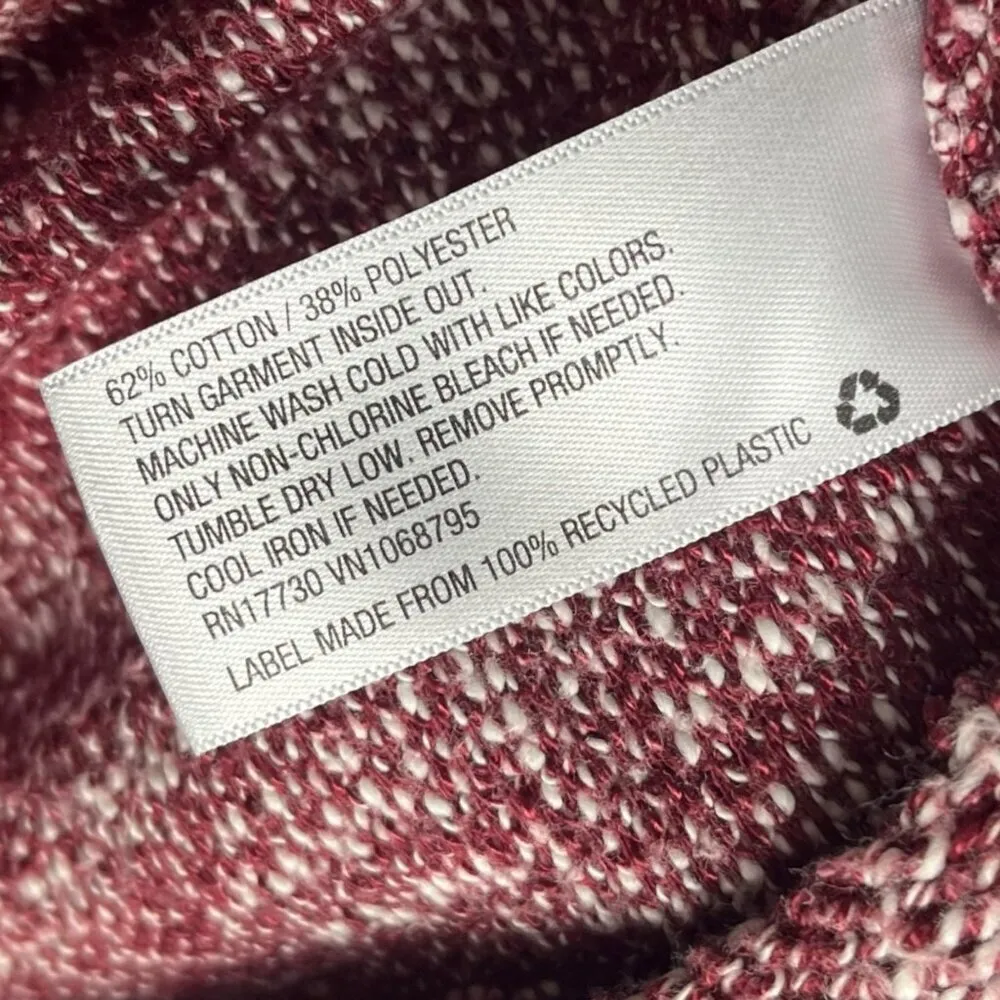 62% COTTON / 38% POLYESTER
TURN GARMENT INSIDE OUT.
MACHINE WASH COLD WITH LIKE COLORS.
ONLY NON-CHLORINE BLEACH IF NEEDED.
TUMBLE DRY LOW. REMOVE PROMPTLY.
COOL IRON IF NEEDED.
RN17730 VN1068795
LABEL MADE FROM 100% RECYCLED PLASTIC